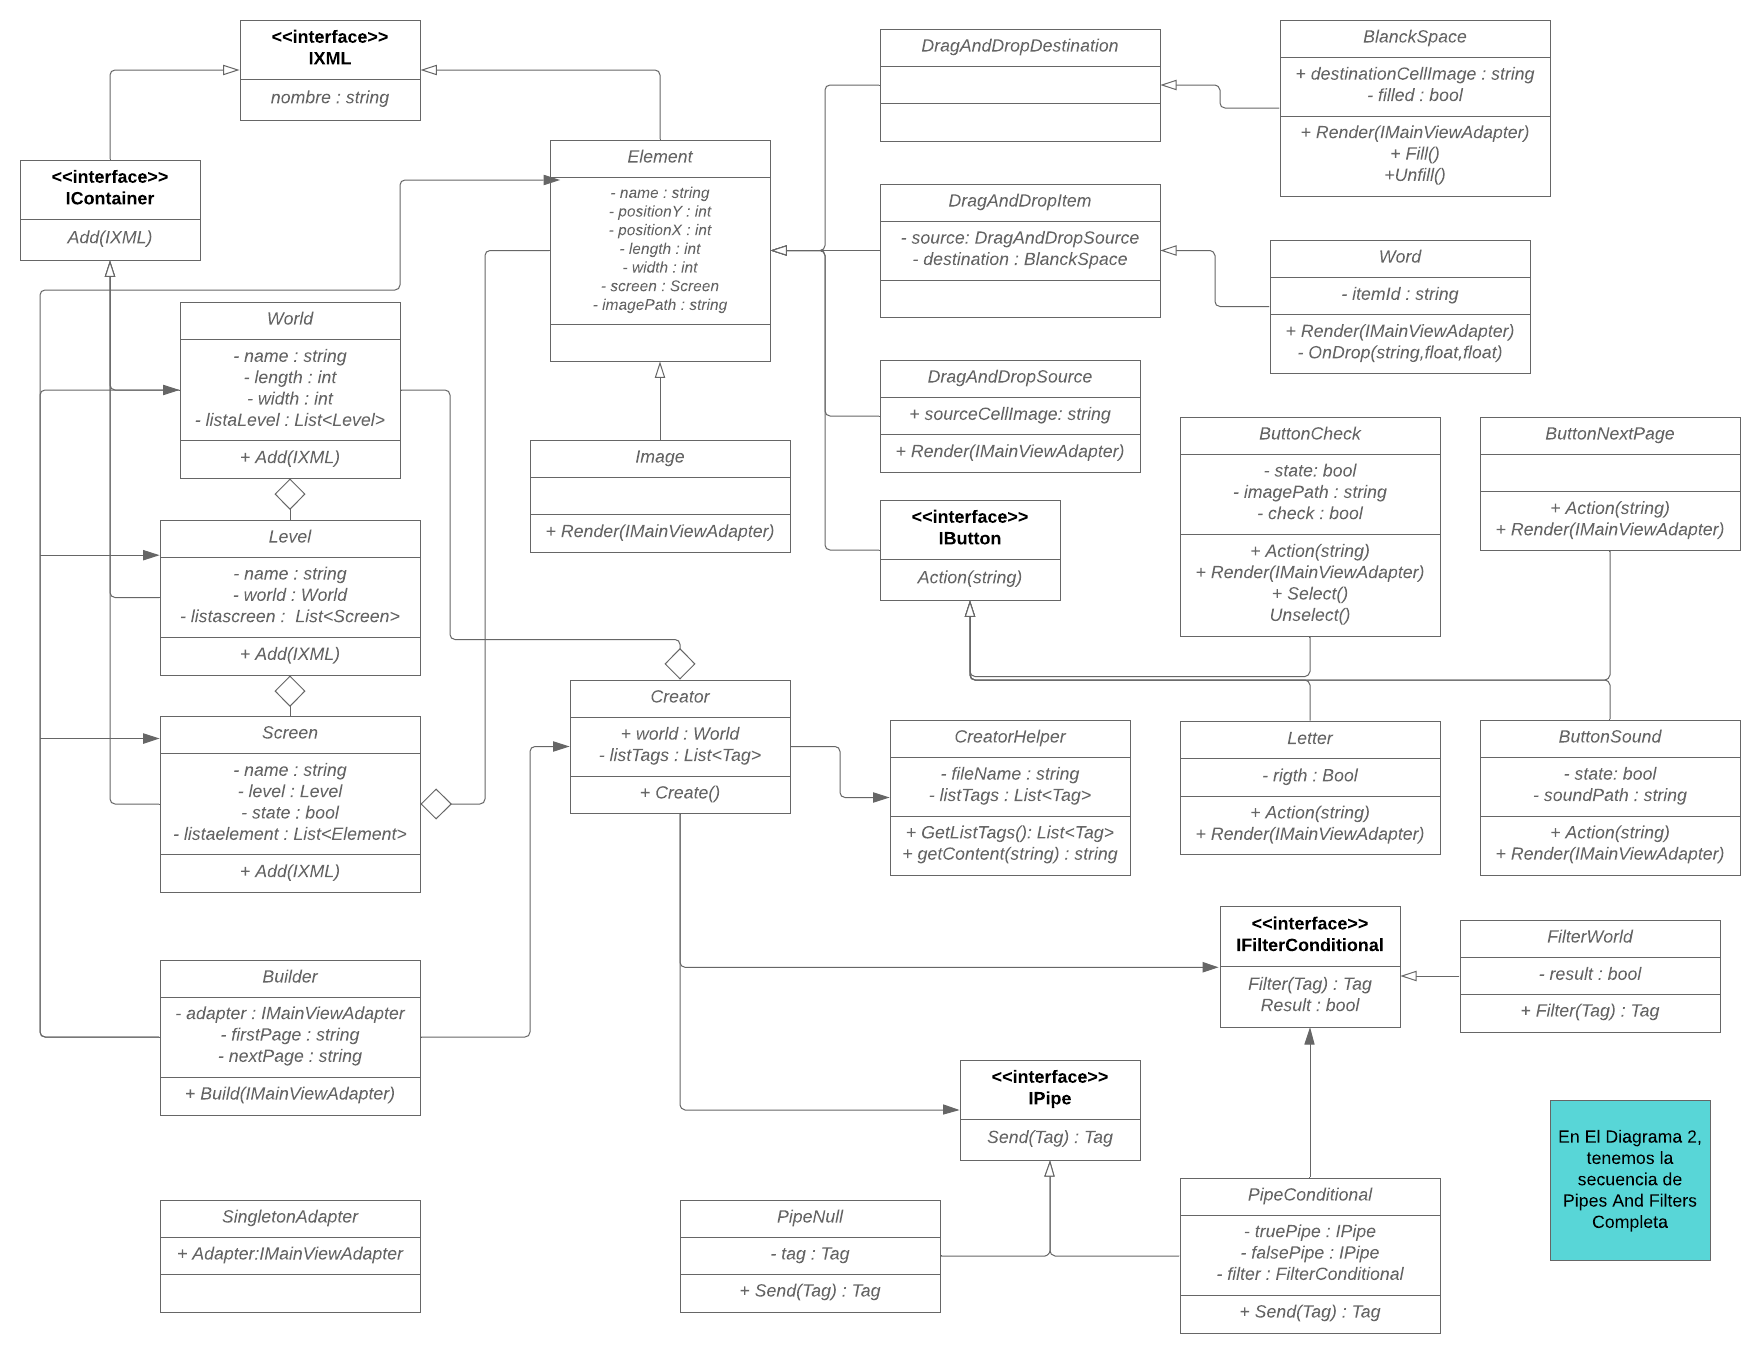 <<interface>>
IXML
nombre : string
<<interface>>
IContainer
Add(IXML)
Element
- name : string
- positionY : int
- positionX : int
- length : int
- width : int
- screen : Screen
- imagePath : string
DragAndDropDestination
BlanckSpace
+ destinationCellImage : string
- filled : bool
+ Render(IMainViewAdapter)
+ Fill()
+Unfill()
DragAndDropItem
- source: DragAndDropSource
- destination : BlanckSpace
Word
- itemId : string
+ Render(IMainViewAdapter)
- OnDrop(string,float,float)
World
- name : string
- length : int
- width : int
- listaLevel : List<Level>
+ Add(IXML)
DragAndDropSource
+ sourceCellImage: string
+ Render(IMainViewAdapter)
Image
+ Render(IMainViewAdapter)
ButtonCheck
- state: bool
- imagePath : string
- check : bool
+ Action(string)
+ Render(IMainViewAdapter)
+ Select()
Unselect()
ButtonNextPage
+ Action(string)
+ Render(IMainViewAdapter)
<<interface>>
IButton
Action(string)
Level
- name : string
- world : World
- listascreen :  List<Screen>
+ Add(IXML)
Screen
- name : string
- level : Level
- state : bool
- listaelement : List<Element>
+ Add(IXML)
Creator
+ world : World
- listTags : List<Tag>
+ Create()
CreatorHelper
- fileName : string
- listTags : List<Tag>
+ GetListTags(): List<Tag>
+ getContent(string) : string
Letter
- rigth : Bool
+ Action(string)
+ Render(IMainViewAdapter)
ButtonSound
- state: bool
- soundPath : string
+ Action(string)
+ Render(IMainViewAdapter)
Builder
- adapter : IMainViewAdapter
- firstPage : string
- nextPage : string
+ Build(IMainViewAdapter)
<<interface>>
IFilterConditional
Filter(Tag) : Tag
Result : bool
FilterWorld
- result : bool
+ Filter(Tag) : Tag
<<interface>>
IPipe
Send(Tag) : Tag
En El Diagrama 2,
tenemos la
secuencia de
Pipes And Filters
Completa
SingletonAdapter
+ Adapter:IMainViewAdapter
PipeNull
- tag : Tag
+ Send(Tag) : Tag
PipeConditional
- truePipe : IPipe
- falsePipe : IPipe
- filter : FilterConditional
+ Send(Tag) : Tag